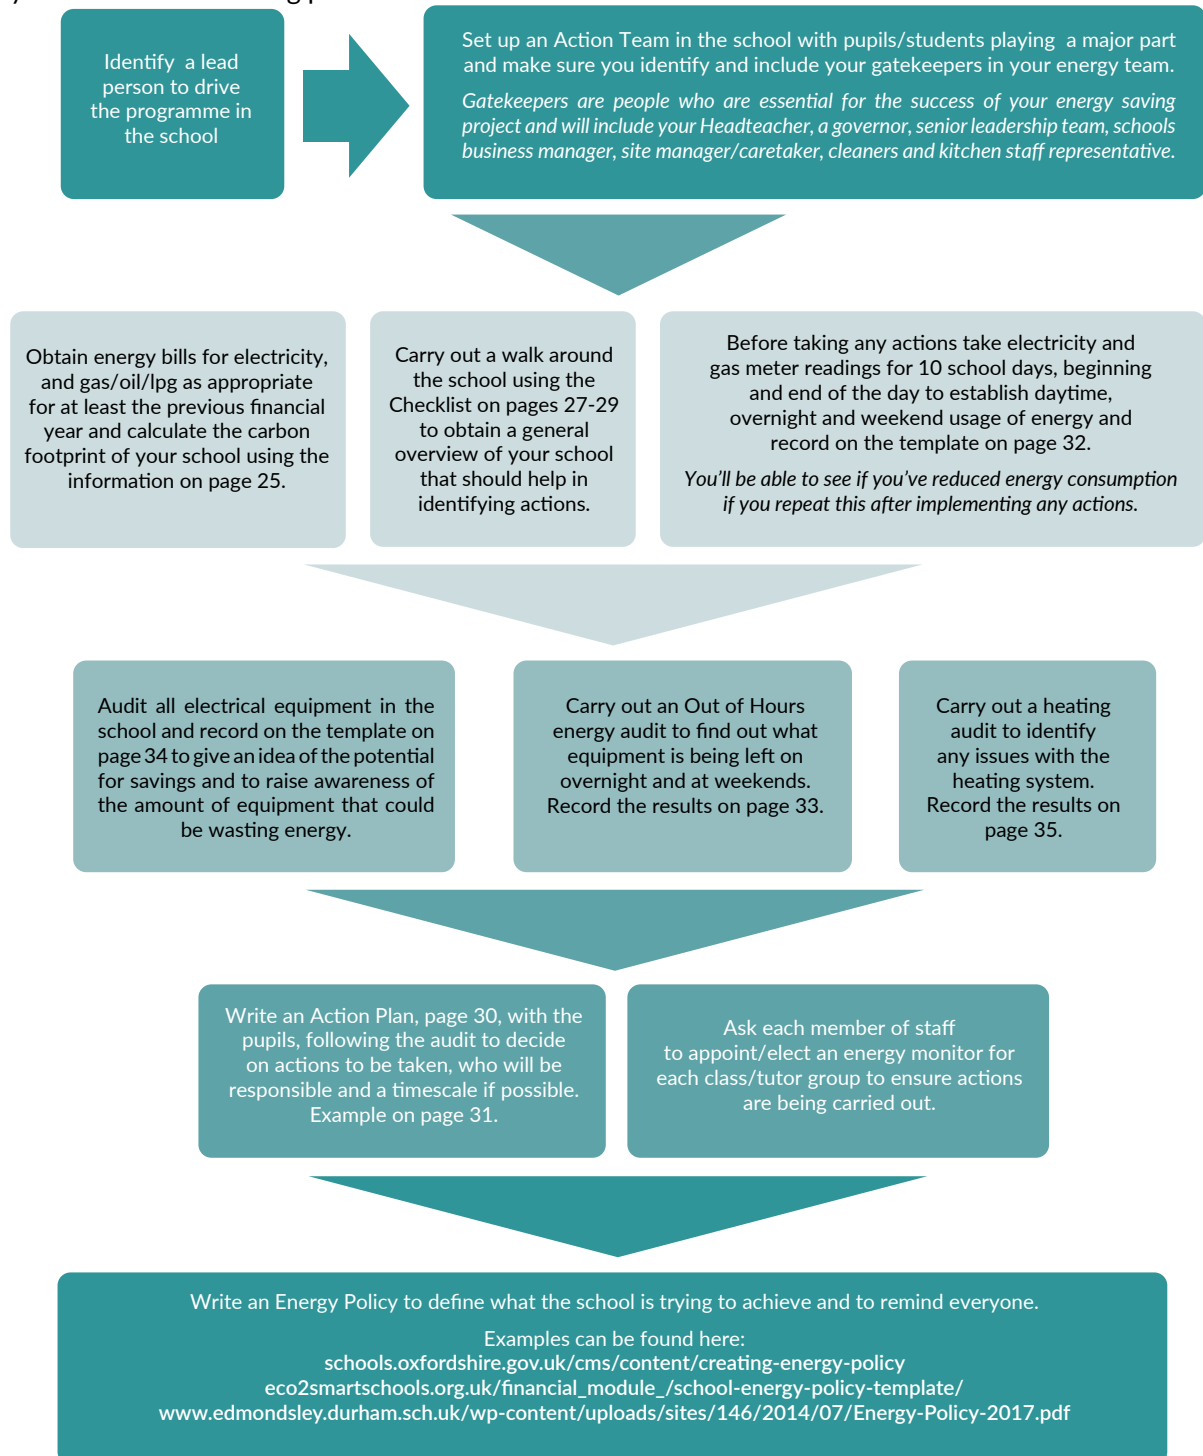 Identify a lead
person to drive
the programme in
the school
Set up an Action Team in the school with pupils/students playing a major part
and make sure you identify and include your gatekeepers in your energy team.
Gatekeepers are people who are essential for the success of your energy saving
project and will include your Headteacher, a governor, senior leadership team, schools
business manager, site manager/caretaker, cleaners and kitchen staff representative.
Obtain energy bills for electricity,
and gas/oil/lpg as appropriate
for at least the previous financial
year and calculate the carbon
footprint of your school using the
information on page 25.
Carry out a walk around
the school using the
Checklist on pages 27-29
to obtain a general
overview of your school
that should help in
identifying actions.
Before taking any actions take electricity and
gas meter readings for 10 school days, beginning
and end of the day to establish daytime,
overnight and weekend usage of energy and
record on the template on page 32.
You'll be able to see if you've reduced energy consumption
if you repeat this after implementing any actions.
Audit all electrical equipment in the
school and record on the template on
page 34 to give an idea of the potential
for savings and to raise awareness of
the amount of equipment that could
be wasting energy.
Carry out an Out of Hours
energy audit to find out what
equipment is being left on
overnight and at weekends.
Record the results on page 33.
Carry out a heating
audit to identify
any issues with the
heating system.
Record the results on
page 35.
Write an Action Plan, page 30, with the
pupils, following the audit to decide
on actions to be taken, who will be
responsible and a timescale if possible.
Example on page 31.
Ask each member of staff
to appoint/elect an energy monitor for
each class/tutor group to ensure actions
are being carried out.
Write an Energy Policy to define what the school is trying to achieve and to remind everyone.
Examples can be found here:
schools.oxfordshire.gov.uk/cms/content/creating-energy-policy
eco2smartschools.org.uk/financial_module_/school-energy-policy-template/
www.edmondsley.durham.sch.uk/wp-content/uploads/sites/146/2014/07/Energy-Policy-2017.pdf